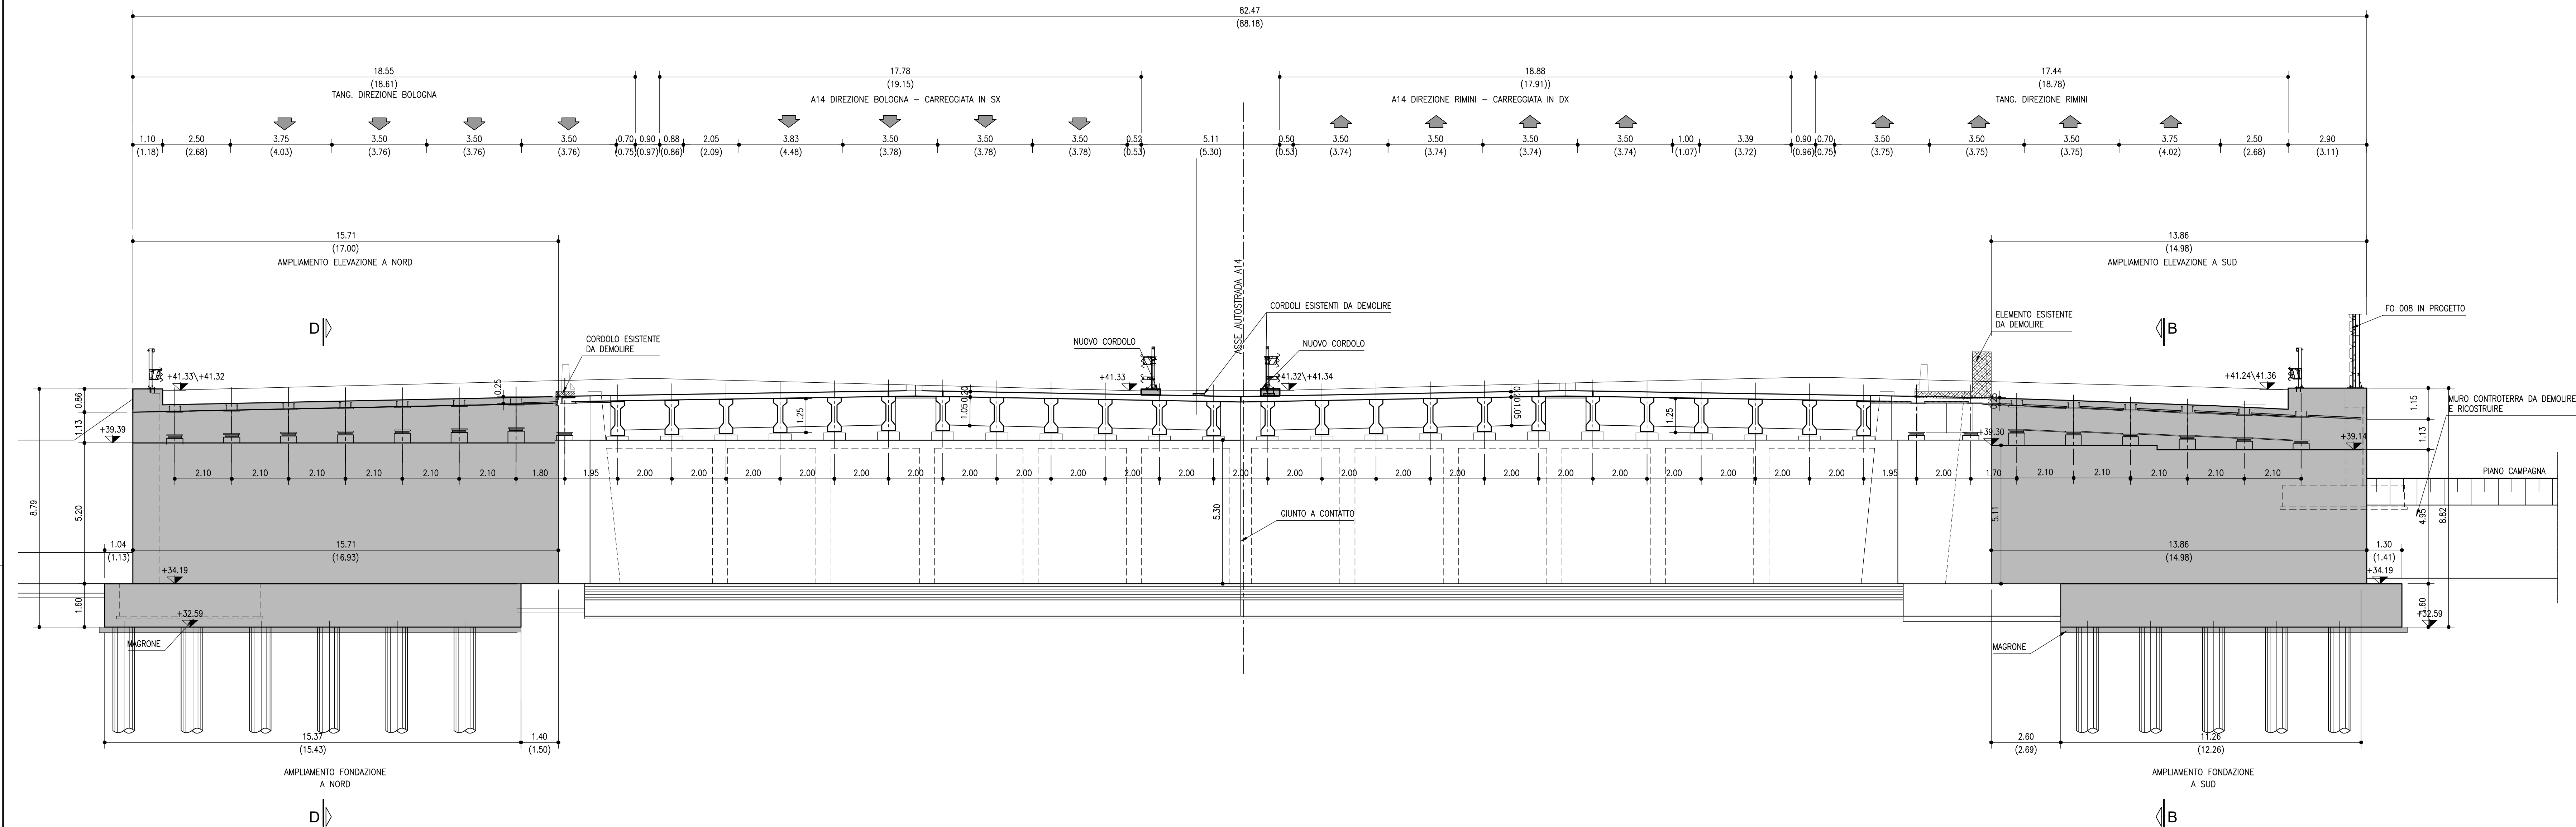 82.47
(88.18)
18.55
(18.61)
TANG. DIREZIONE BOLOGNA
17.78
(19.15)
A14 DIREZIONE BOLOGNA – CARREGGIATA IN SX
18.88
(17.91))
A14 DIREZIONE RIMINI – CARREGGIATA IN DX
17.44
(18.78)
TANG. DIREZIONE RIMINI
1.10 2.50 3.75 3.50 3.50 3.50 0.70 0.90 0.88 2.05 3.83 3.50 3.50 3.50 0.52 5.11 0.50 3.50 3.50 3.50 3.50 1.00 3.39 0.90 0.70 3.50 3.50 3.50 3.75 2.50 2.90
(1.18) (2.68) (4.03) (3.76) (3.76) (3.76) (0.75) (0.97) (0.86) (2.09) (4.48) (3.78) (3.78) (3.78) (0.53) (5.30) (0.53) (3.74) (3.74) (3.74) (3.74) (1.07) (3.72) (0.96) (0.75) (3.75) (3.75) (3.75) (4.02) (2.68) (3.11)
15.71
(17.00)
AMPLIAMENTO ELEVAZIONE A NORD
13.86
(14.98)
AMPLIAMENTO ELEVAZIONE A SUD
ASSE AUTOSTRADA A14
D
B
CORDOLO ESISTENTE
DA DEMOLIRE
NUOVO CORDOLO
CORDOLI ESISTENTI DA DEMOLIRE
NUOVO CORDOLO
ELEMENTO ESISTENTE
DA DEMOLIRE
FO 008 IN PROGETTO
+41.33\+41.32
+41.33
+41.32\+41.34
+41.24\41.36
0.86
1.13
+39.39
0.25
1.25
1.05
0.20
0.20
1.05
1.25
0.25
+39.30
+39.14
1.15
1.13
MURO CONTROTERRA DA DEMOLIRE
E RICOSTRUIRE
PIANO CAMPAGNA
2.10 2.10 2.10 2.10 2.10 2.10 1.80 1.95 2.00 2.00 2.00 2.00 2.00 2.00 2.00 2.00 2.00 2.00 2.00 2.00 2.00 2.00 2.00 2.00 2.00 2.00 2.00 2.00 2.00 2.00 2.00 1.95 2.00 1.70 2.10 2.10 2.10 2.10 2.10
8.79
5.20
5.30
GIUNTO A CONTATTO
5.11
4.95
8.82
1.04
(1.13)
15.71
(16.93)
13.86
(14.98)
1.30
(1.41)
+34.19
+34.19
1.60
+32.59
1.60
+32.59
MAGRONE
MAGRONE
15.37
(15.43)
1.40
(1.50)
2.60
(2.69)
11.26
(12.26)
AMPLIAMENTO FONDAZIONE
A NORD
AMPLIAMENTO FONDAZIONE
A SUD
D
B